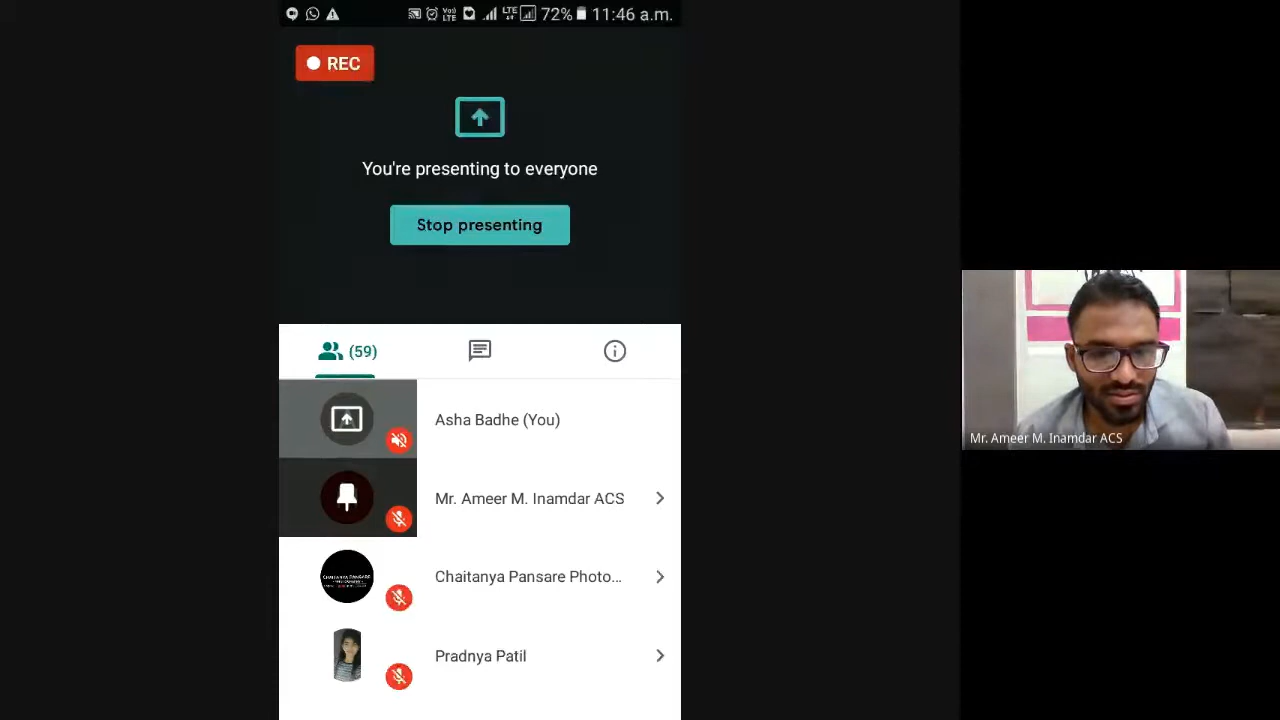 72% 11:46 a.m.
REC
You're presenting to everyone
Stop presenting
(59)
Asha Badhe (You)
Mr. Ameer M. Inamdar ACS
Chaitanya Pansare Photo...
Pradnya Patil
Mr. Ameer M. Inamdar ACS